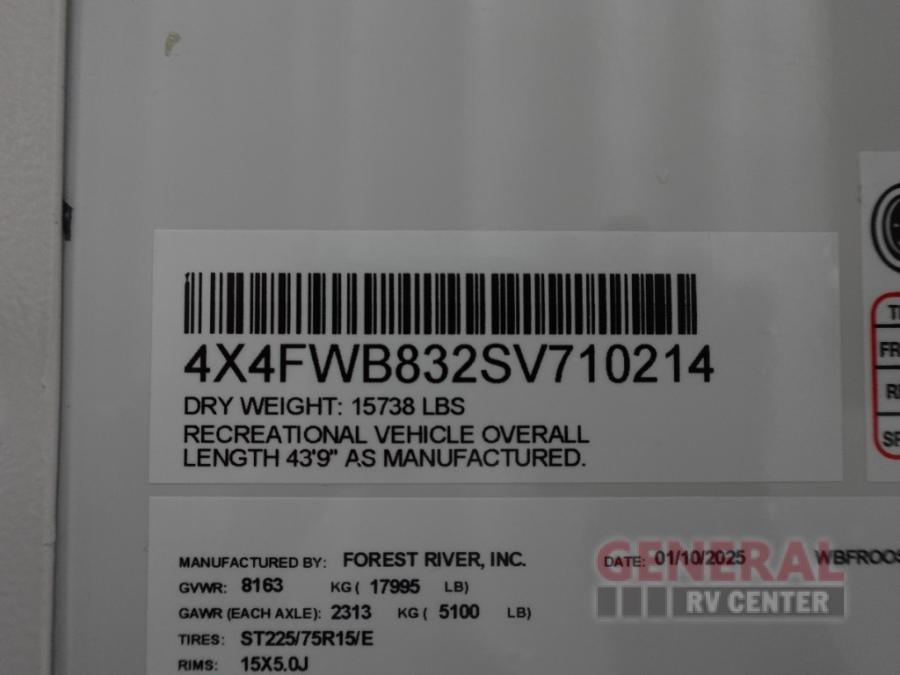 4X4FWB832SV710214
DRY WEIGHT: 15738 LBS
RECREATIONAL VEHICLE OVERALL
LENGTH 43'9" AS MANUFACTURED.
MANUFACTURED BY: FOREST RIVER, INC. DATE: 01/10/2025
GVWR: 8163 KG ( 17995 LB)
GAWR (EACH AXLE): 2313 KG ( 5100 LB)
TIRES: ST225/75R15/E
RIMS: 15X5.0J
GENERAL
RV CENTER